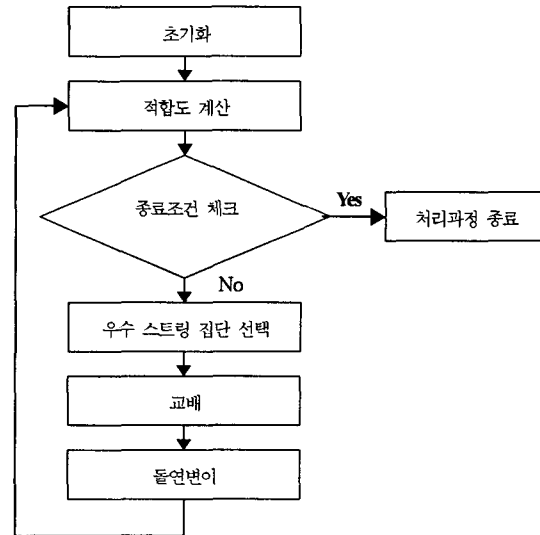 초기화
적합도 계산
종료조건 체크
Yes
처리과정 종료
No
우수 스트링 집단 선택
교배
돌연변이